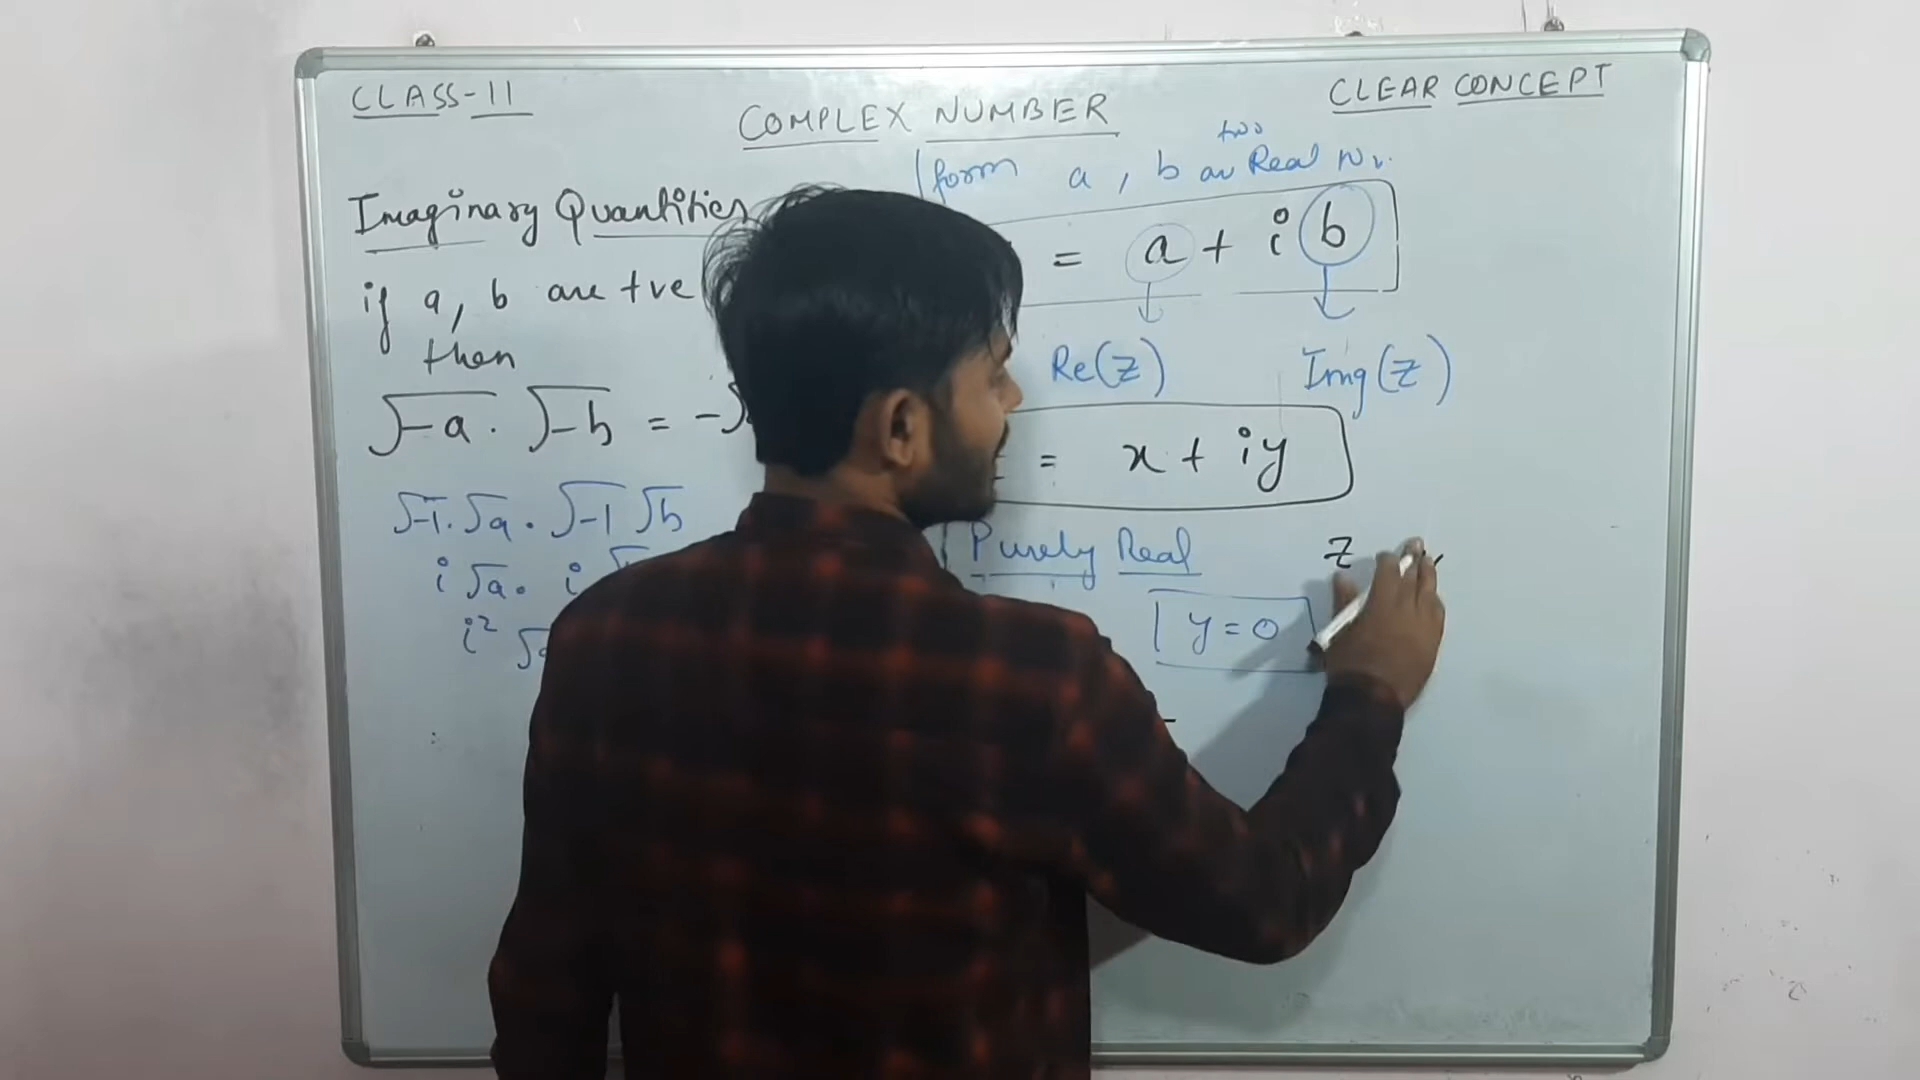 CLASS-11
COMPLEX NUMBER
CLEAR CONCEPT
Imaginary Quantities
if a, b are +ve
then
√-a . √-b = -√
√-1 . √a . √-1 √b
i √a . i
i² √a
two
form a, b are Real No.
= a + i b
Re(z) Img(z)
= x + iy
Purely Real
y = 0
z